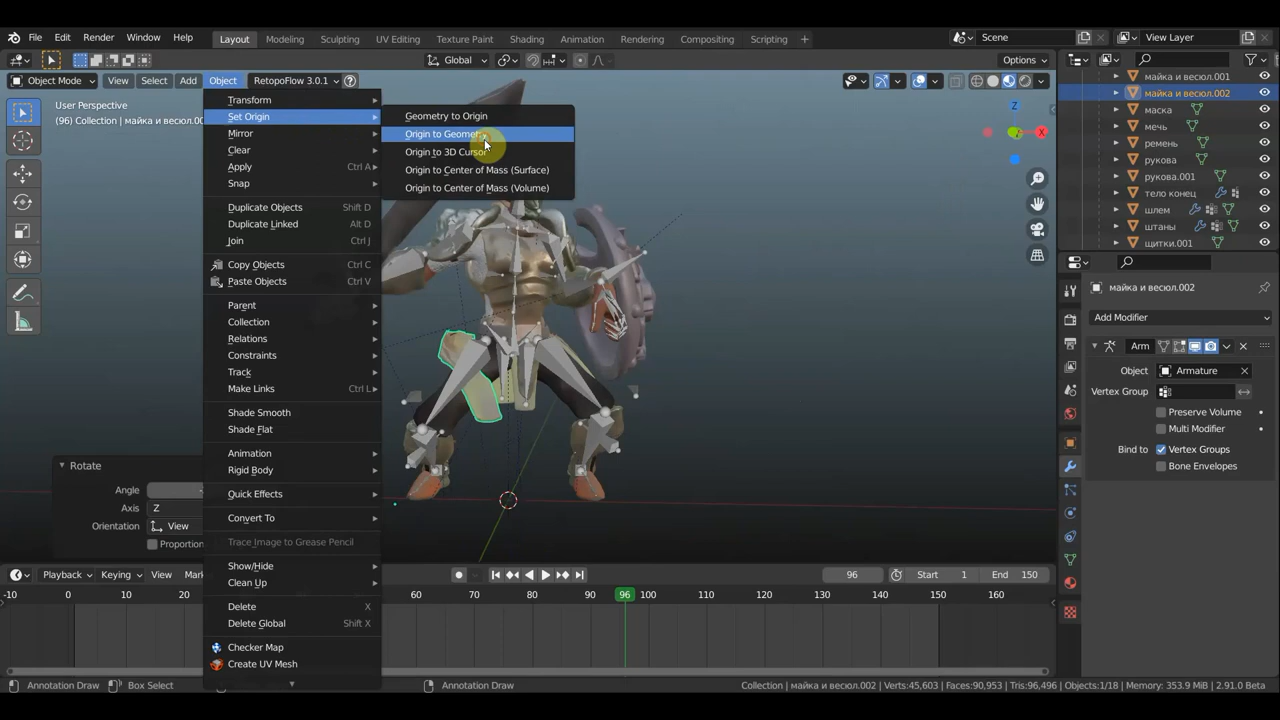 File Edit Render Window Help Layout Modeling Sculpting UV Editing Texture Paint Shading Animation Rendering Compositing Scripting + Scene View Layer
Global Options
Object Mode View Select Add Object RetopoFlow 3.0.1
User Perspective
(96) Collection | майка и весюл.00
Transform
Set Origin
Mirror
Clear
Apply Ctrl A
Snap
Duplicate Objects Shift D
Duplicate Linked Alt D
Join Ctrl J
Copy Objects Ctrl C
Paste Objects Ctrl V
Parent
Collection
Relations
Constraints
Track
Make Links Ctrl L
Shade Smooth
Shade Flat
Animation
Rigid Body
Quick Effects
Convert To
Trace Image to Grease Pencil
Show/Hide
Clean Up
Delete X
Delete Global Shift X
Checker Map
Create UV Mesh
Geometry to Origin
Origin to Geometry
Origin to 3D Cursor
Origin to Center of Mass (Surface)
Origin to Center of Mass (Volume)
Z
Y
майка и весюл.001
майка и весюл.002
маска
мечь
ремень
рукова
рукова.001
тело конец
шлем
штаны
щитки.001
майка и весюл.002
Add Modifier
Arm
Object Armature
Vertex Group
Preserve Volume
Multi Modifier
Bind to Vertex Groups
Bone Envelopes
Rotate
Angle
Axis Z
Orientation View
Proportion
Playback Keying View Mar 96 Start 1 End 150
-10 0 60 80 96 100 120 140 160
Annotation Draw Box Select Annotation Draw Collection | майка и весюл.002 | Verts:45,603 | Faces:90,953 | Tris:96,496 | Objects:1/18 | Memory: 353.9 MiB | 2.91.0 Beta